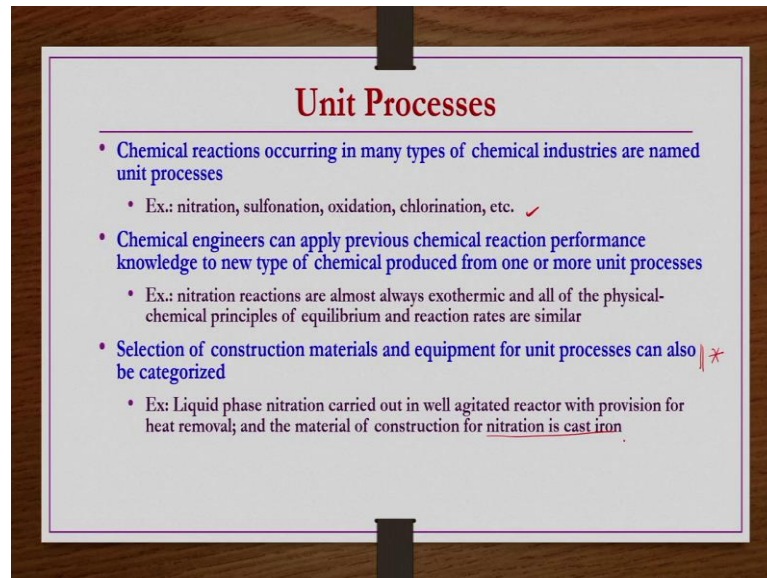 Unit Processes
• Chemical reactions occurring in many types of chemical industries are named
unit processes
• Ex.: nitration, sulfonation, oxidation, chlorination, etc.
• Chemical engineers can apply previous chemical reaction performance
knowledge to new type of chemical produced from one or more unit processes
• Ex.: nitration reactions are almost always exothermic and all of the physical-
chemical principles of equilibrium and reaction rates are similar
• Selection of construction materials and equipment for unit processes can also
be categorized
• Ex: Liquid phase nitration carried out in well agitated reactor with provision for
heat removal; and the material of construction for nitration is cast iron